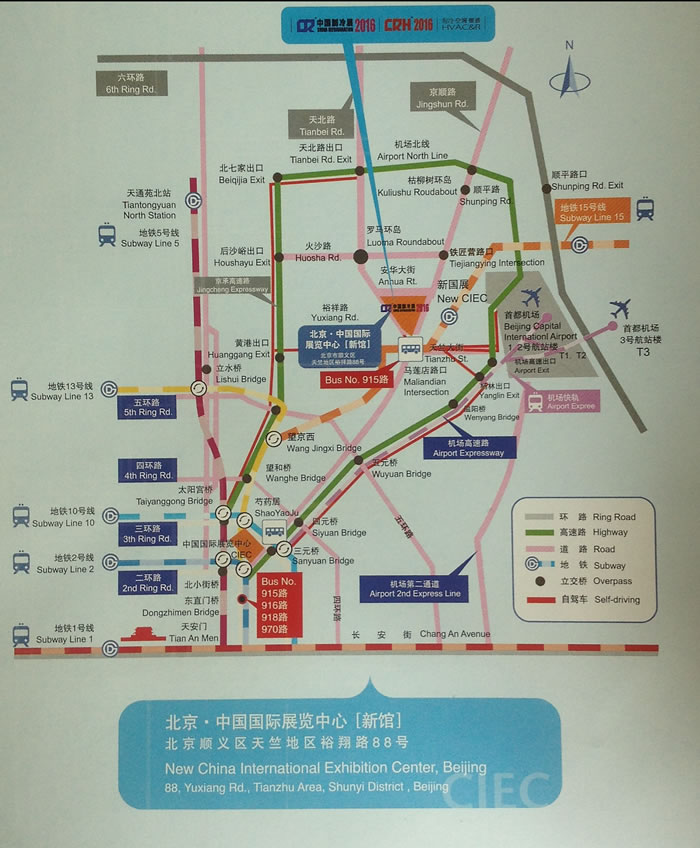 中国制冷展 2016
CRH 2016
HVAC&R
N
六环路
6th Ring Rd.
京顺路
Jingshun Rd.
天北路
Tianbei Rd.
天北路出口
Tianbei Rd. Exit
机场北线
Airport North Line
北七家出口
Beiqijia Exit
枯柳树环岛
Kuliushu Roundabout
顺平路
Shunping Rd.
顺平路出口
Shunping Rd. Exit
天通苑北站
Tiantongyuan
North Station
地铁15号线
Subway Line 15
地铁5号线
Subway Line 5
罗马环岛
Luoma Roundabout
后沙峪出口
Houshayu Exit
火沙路
Huosha Rd.
铁匠营路口
Tiejiangying Intersection
安华大街
Anhua Rt.
京承高速路
Jingcheng Expressway
新国展
New CIEC
裕祥路
Yuxiang Rd.
中国制冷展 2016
首都机场
Beijing Capital
Internationl Airport
1、2号航站楼
T1、T2
首都机场
3号航站楼
T3
北京·中国国际
展览中心［新馆］
北京市顺义区
天竺地区裕祥路88号
黄港出口
Huanggang Exit
天竺大街
Tianzhu St.
机场高速出口
Airport Exit
立水桥
Lishui Bridge
Bus No. 915路
马莲店路口
Maliandian
Intersection
杨林出口
Yanglin Exit
地铁13号线
Subway Line 13
机场快轨
Airport Expree
五环路
5th Ring Rd.
温阳桥
Wenyang Bridge
望京西
Wang Jingxi Bridge
机场高速路
Airport Expressway
四环路
4th Ring Rd.
望和桥
Wanghe Bridge
五元桥
Wuyuan Bridge
太阳宫桥
Taiyanggong Bridge
芍药居
ShaoYaoJu
地铁10号线
Subway Line 10
三环路
3th Ring Rd.
四元桥
Siyuan Bridge
五环路
中国国际展览中心
CIEC
三元桥
Sanyuan Bridge
地铁2号线
Subway Line 2
二环路
2nd Ring Rd.
北小街桥
东直门桥
Dongzhimen Bridge
Bus No.
915路
916路
918路
970路
四环路
机场第二通道
Airport 2nd Express Line
环 路 Ring Road
高速路 Highway
道 路 Road
地 铁 Subway
立交桥 Overpass
自驾车 Self-driving
地铁1号线
Subway Line 1
天安门
Tian An Men
长 安 街 Chang An Avenue
北京·中国国际展览中心［新馆］
北京顺义区天竺地区裕翔路88号
New China International Exhibition Center, Beijing
88, Yuxiang Rd., Tianzhu Area, Shunyi District , Beijing
CIEC